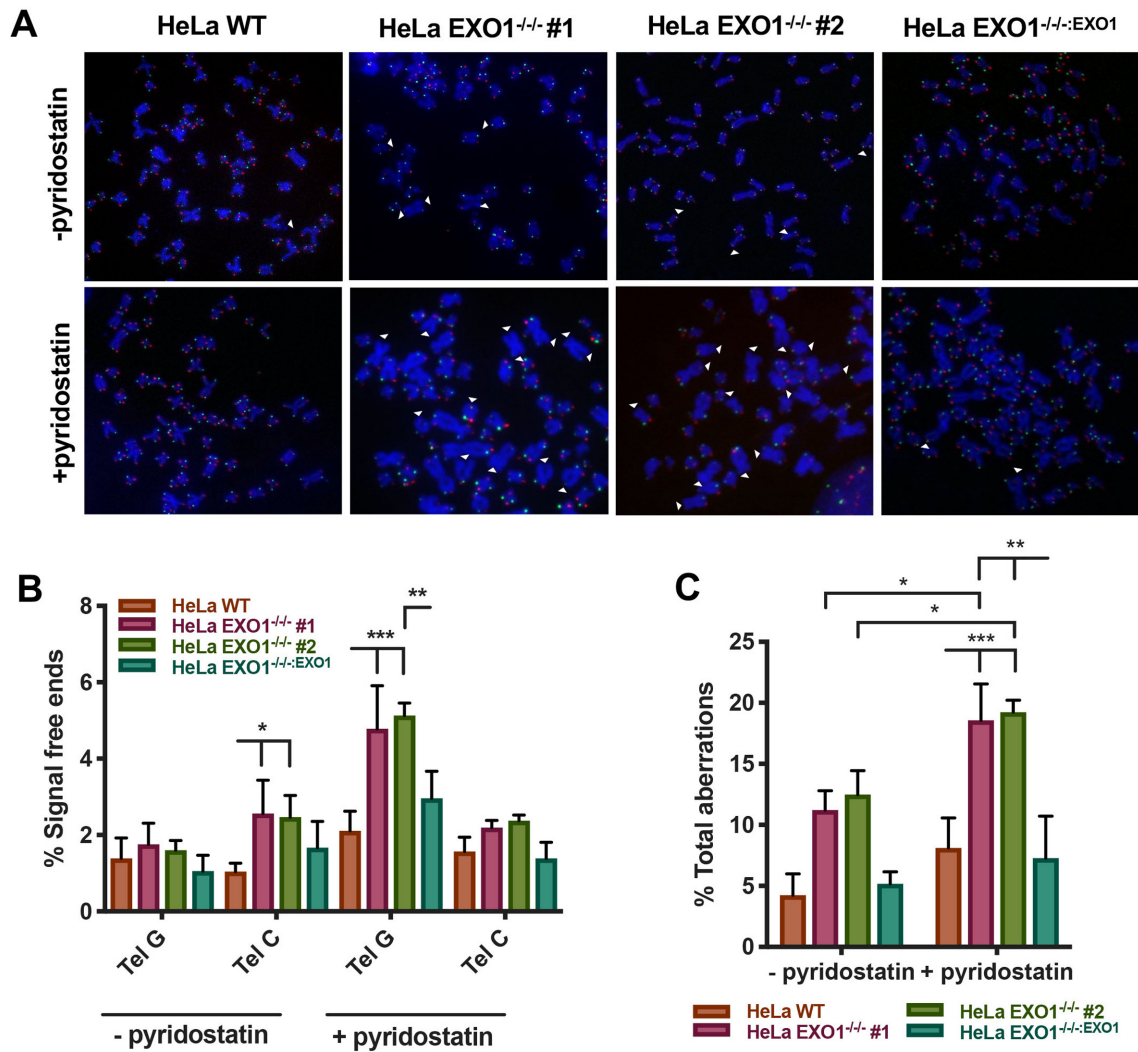 A
HeLa WT
HeLa EXO1-/-/- #1
HeLa EXO1-/-/- #2
HeLa EXO1-/-/-:EXO1
-pyridostatin
+pyridostatin
B
HeLa WT
HeLa EXO1-/-/- #1
HeLa EXO1-/-/- #2
HeLa EXO1-/-/-:EXO1
% Signal free ends
8
6
4
2
0
*
***
**
Tel G
Tel C
Tel G
Tel C
- pyridostatin
+ pyridostatin
C
% Total aberrations
25
20
15
10
5
0
*
*
***
**
- pyridostatin + pyridostatin
HeLa WT
HeLa EXO1-/-/- #1
HeLa EXO1-/-/- #2
HeLa EXO1-/-/-:EXO1